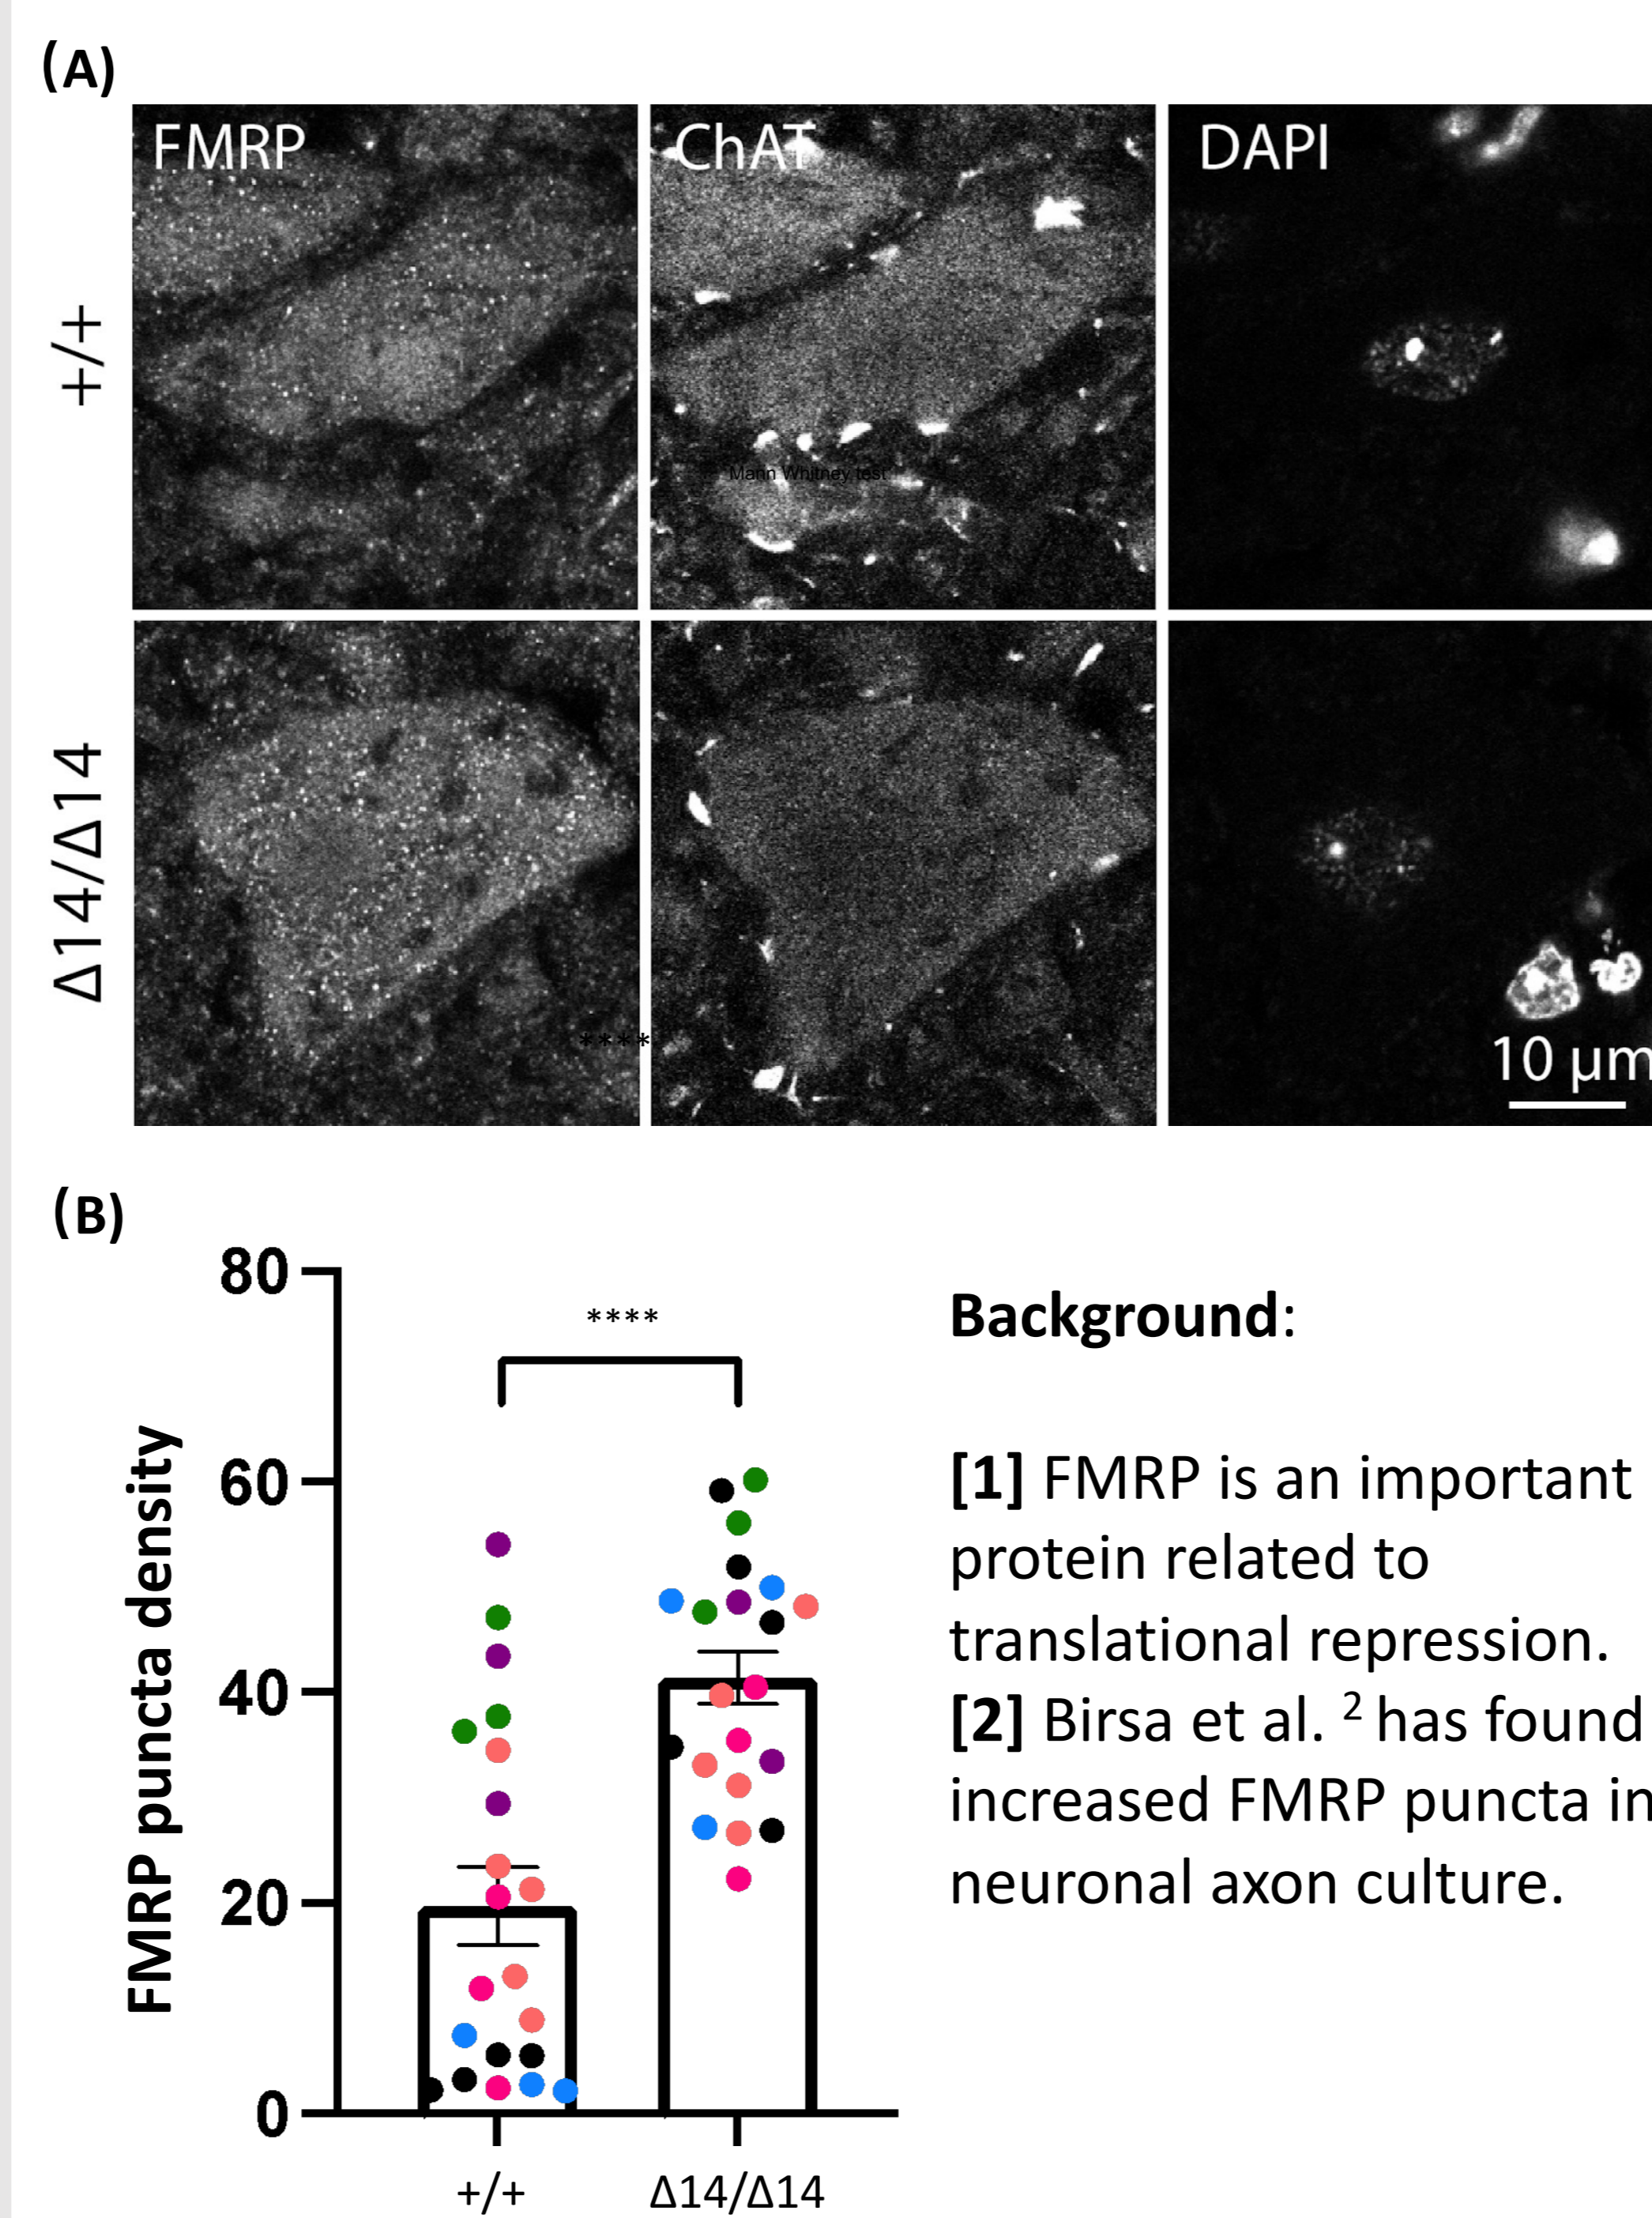 (A)
FMRP
ChAT
DAPI
+/+
Mann Whitney test
Δ14/Δ14
****
10 μm
(B)
80
60
40
20
0
FMRP puncta density
****
+/+
Δ14/Δ14
Background:
[1] FMRP is an important
protein related to
translational repression.
[2] Birsa et al. ² has found
increased FMRP puncta in
neuronal axon culture.